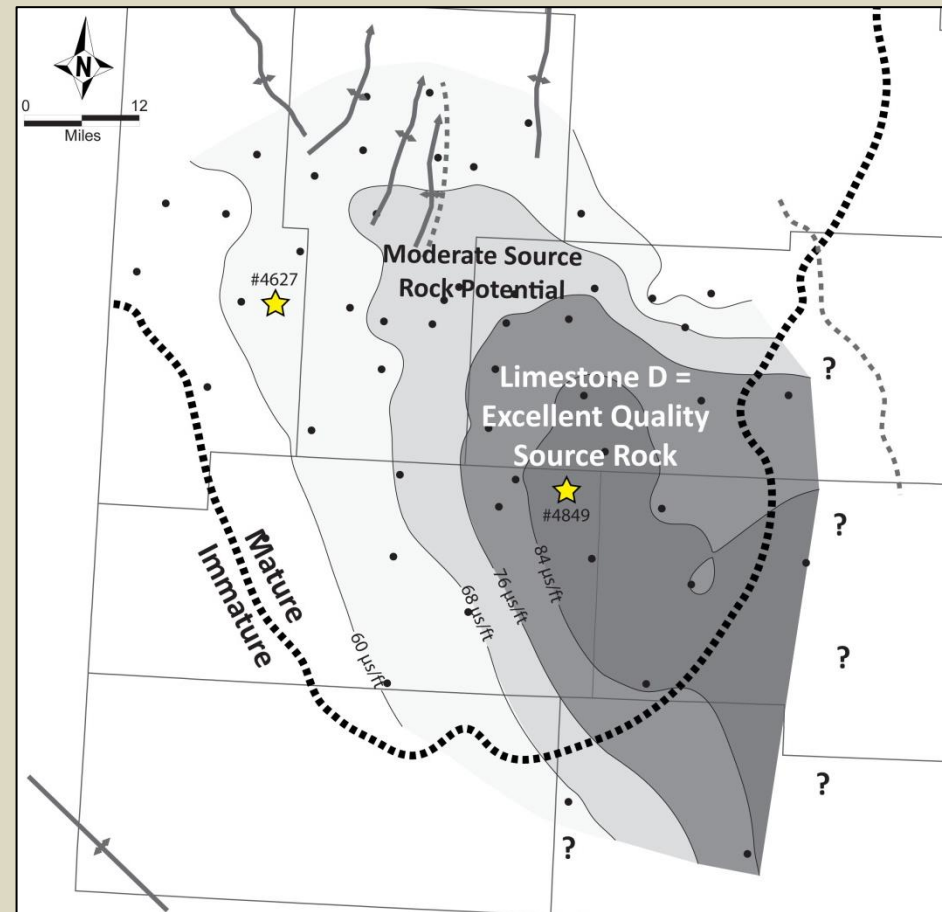 N
0 12
Miles
#4627
Moderate Source
Rock Potential
Limestone D =
Excellent Quality
Source Rock
#4849
Mature
Immature
60 µs/ft
68 µs/ft
76 µs/ft
84 µs/ft
?
?
?
?
?